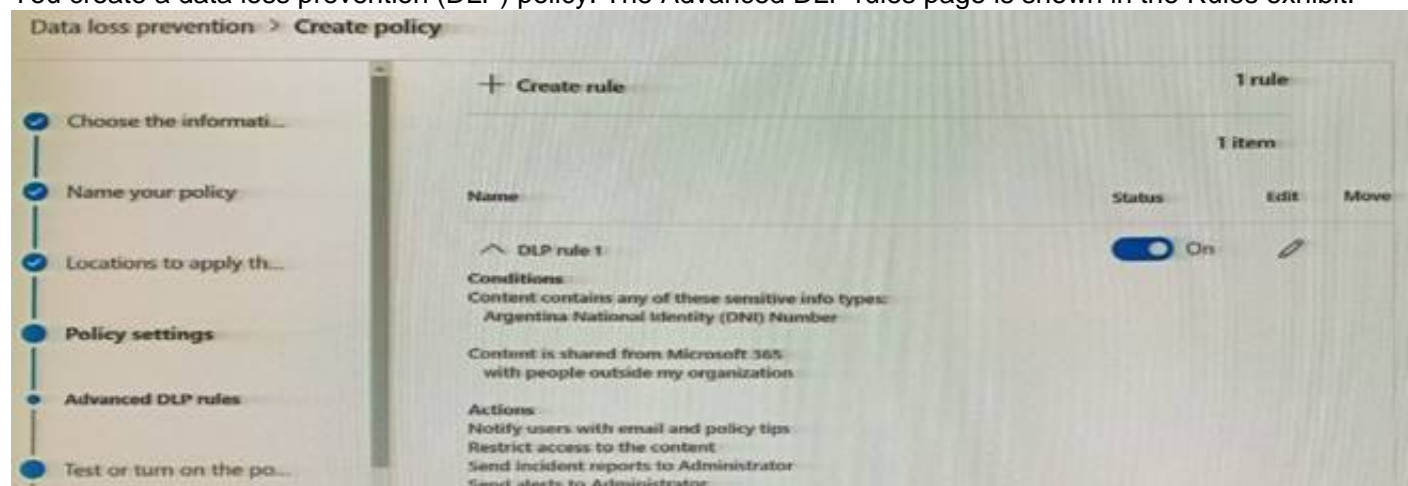 You create a data loss prevention (DLP) policy. The Advanced DLP rules page is shown in the Rules exhibit.
Data loss prevention > Create policy
+ Create rule
1 rule
Choose the informati...
1 item
Name your policy
Name
Status
Edit
Move
DLP rule 1
On
Locations to apply th...
Conditions
Content contains any of these sensitive info types:
Argentina National Identity (DNI) Number
Policy settings
Content is shared from Microsoft 365
with people outside my organization
Advanced DLP rules
Actions
Notify users with email and policy tips
Restrict access to the content
Test or turn on the po...
Send incident reports to Administrator
Send alerts to Administrator